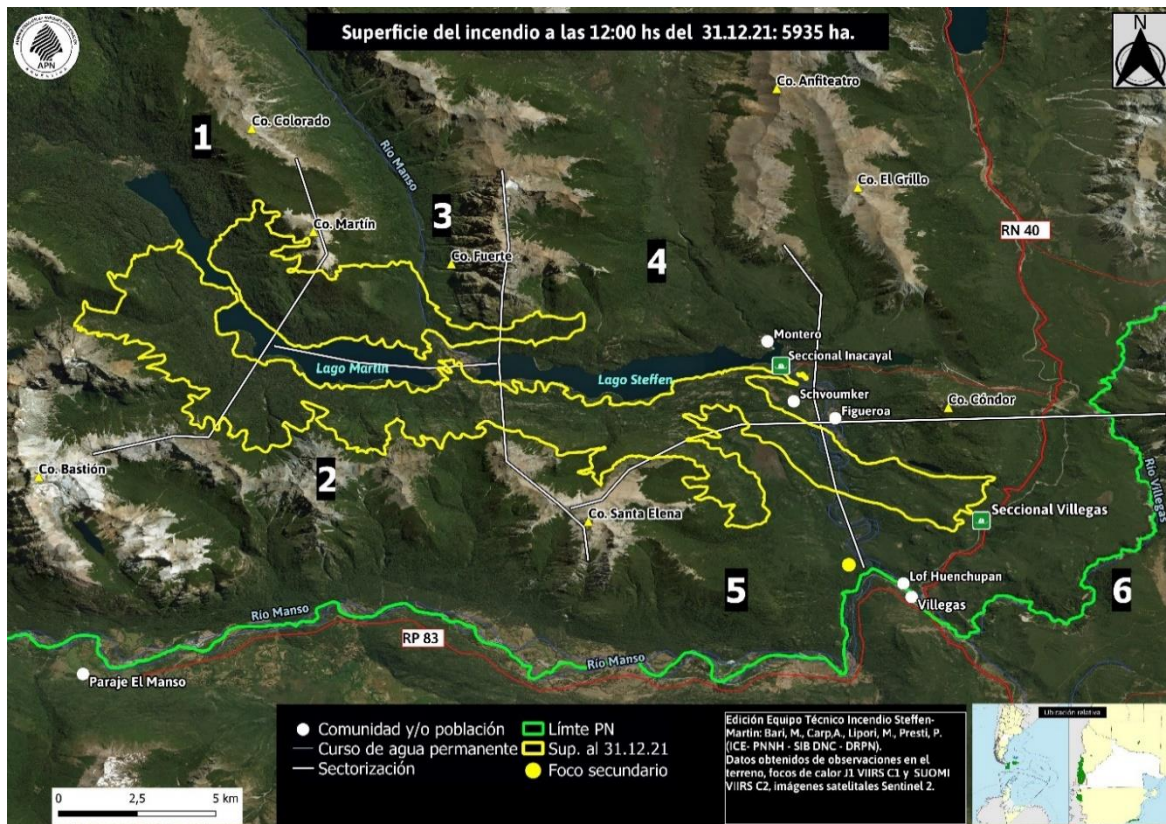 Superficie del incendio a las 12:00 hs del 31.12.21: 5935 ha.
APN
N
Co. Anfiteatro
Co. Colorado
1
Río Manso
Co. El Grillo
3
Co. Martín
RN 40
4
Co. Fuerte
Montero
Seccional Inacayal
Lago Martin
Lago Steffen
Schvoumker
Co. Cóndor
Figueroa
Co. Bastión
2
Río Villegas
Co. Santa Elena
Seccional Villegas
5
Lof Huenchupan
6
Villegas
Río Manso
RP 83
Río Manso
Paraje El Manso
Comunidad y/o población
Curso de agua permanente
Sectorización
Límte PN
Sup. al 31.12.21
Foco secundario
0 2,5 5 km
Edición Equipo Técnico Incendio Steffen-
Martin: Bari, M., Carp,A., Lipori, M., Presti, P.
(ICE- PNNH - SIB DNC - DRPN).
Datos obtenidos de observaciones en el
terreno, focos de calor J1 VIIRS C1 y SUOMI
VIIRS C2, imágenes satelitales Sentinel 2.
Ubicación relativa